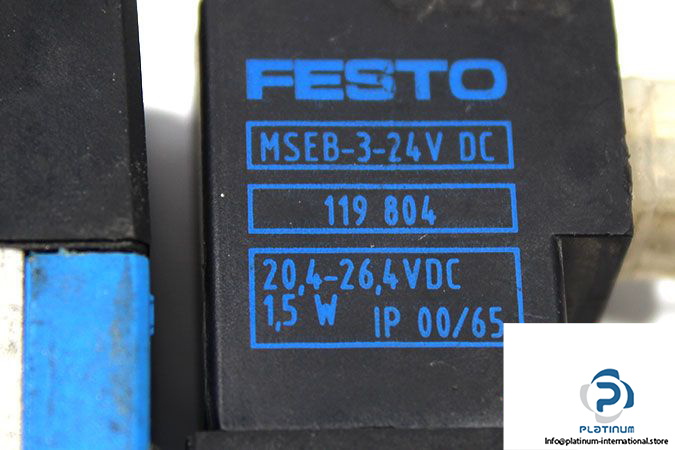 FESTO
MSEB-3-24V DC
119 804
20,4-26,4VDC
1,5 W IP 00/65
PLATINUM
Info@platinum-international.store